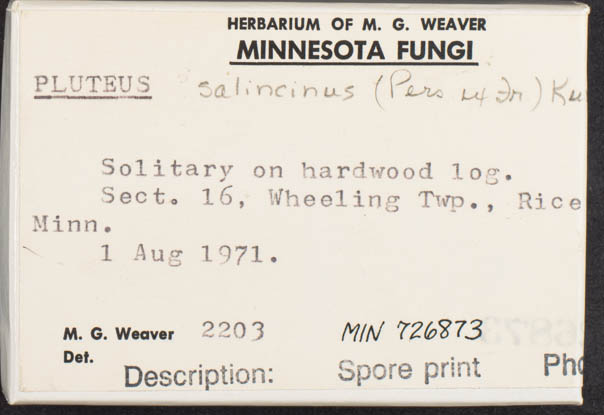 HERBARIUM OF M. G. WEAVER
MINNESOTA FUNGI
PLUTEUS salincinus (Pers ex Fr) Ku
Solitary on hardwood log.
Sect. 16, Wheeling Twp., Rice
Minn.
1 Aug 1971.
M. G. Weaver 2203 MIN 726873
Det.
Description: Spore print Pho